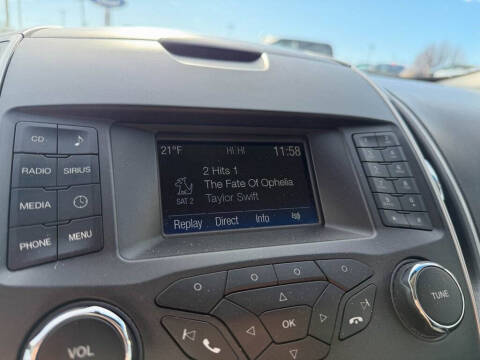 CD
RADIO SIRIUS
MEDIA
PHONE MENU
21°F HI HI 11:58
2 Hits 1
The Fate Of Ophelia
SAT 2 Taylor Swift
Replay Direct Info
1
OK
VOL
TUNE